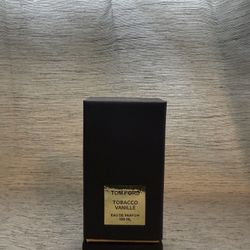 TOM FORD
TOBACCO
VANILLE
EAU DE PARFUM
100 ML